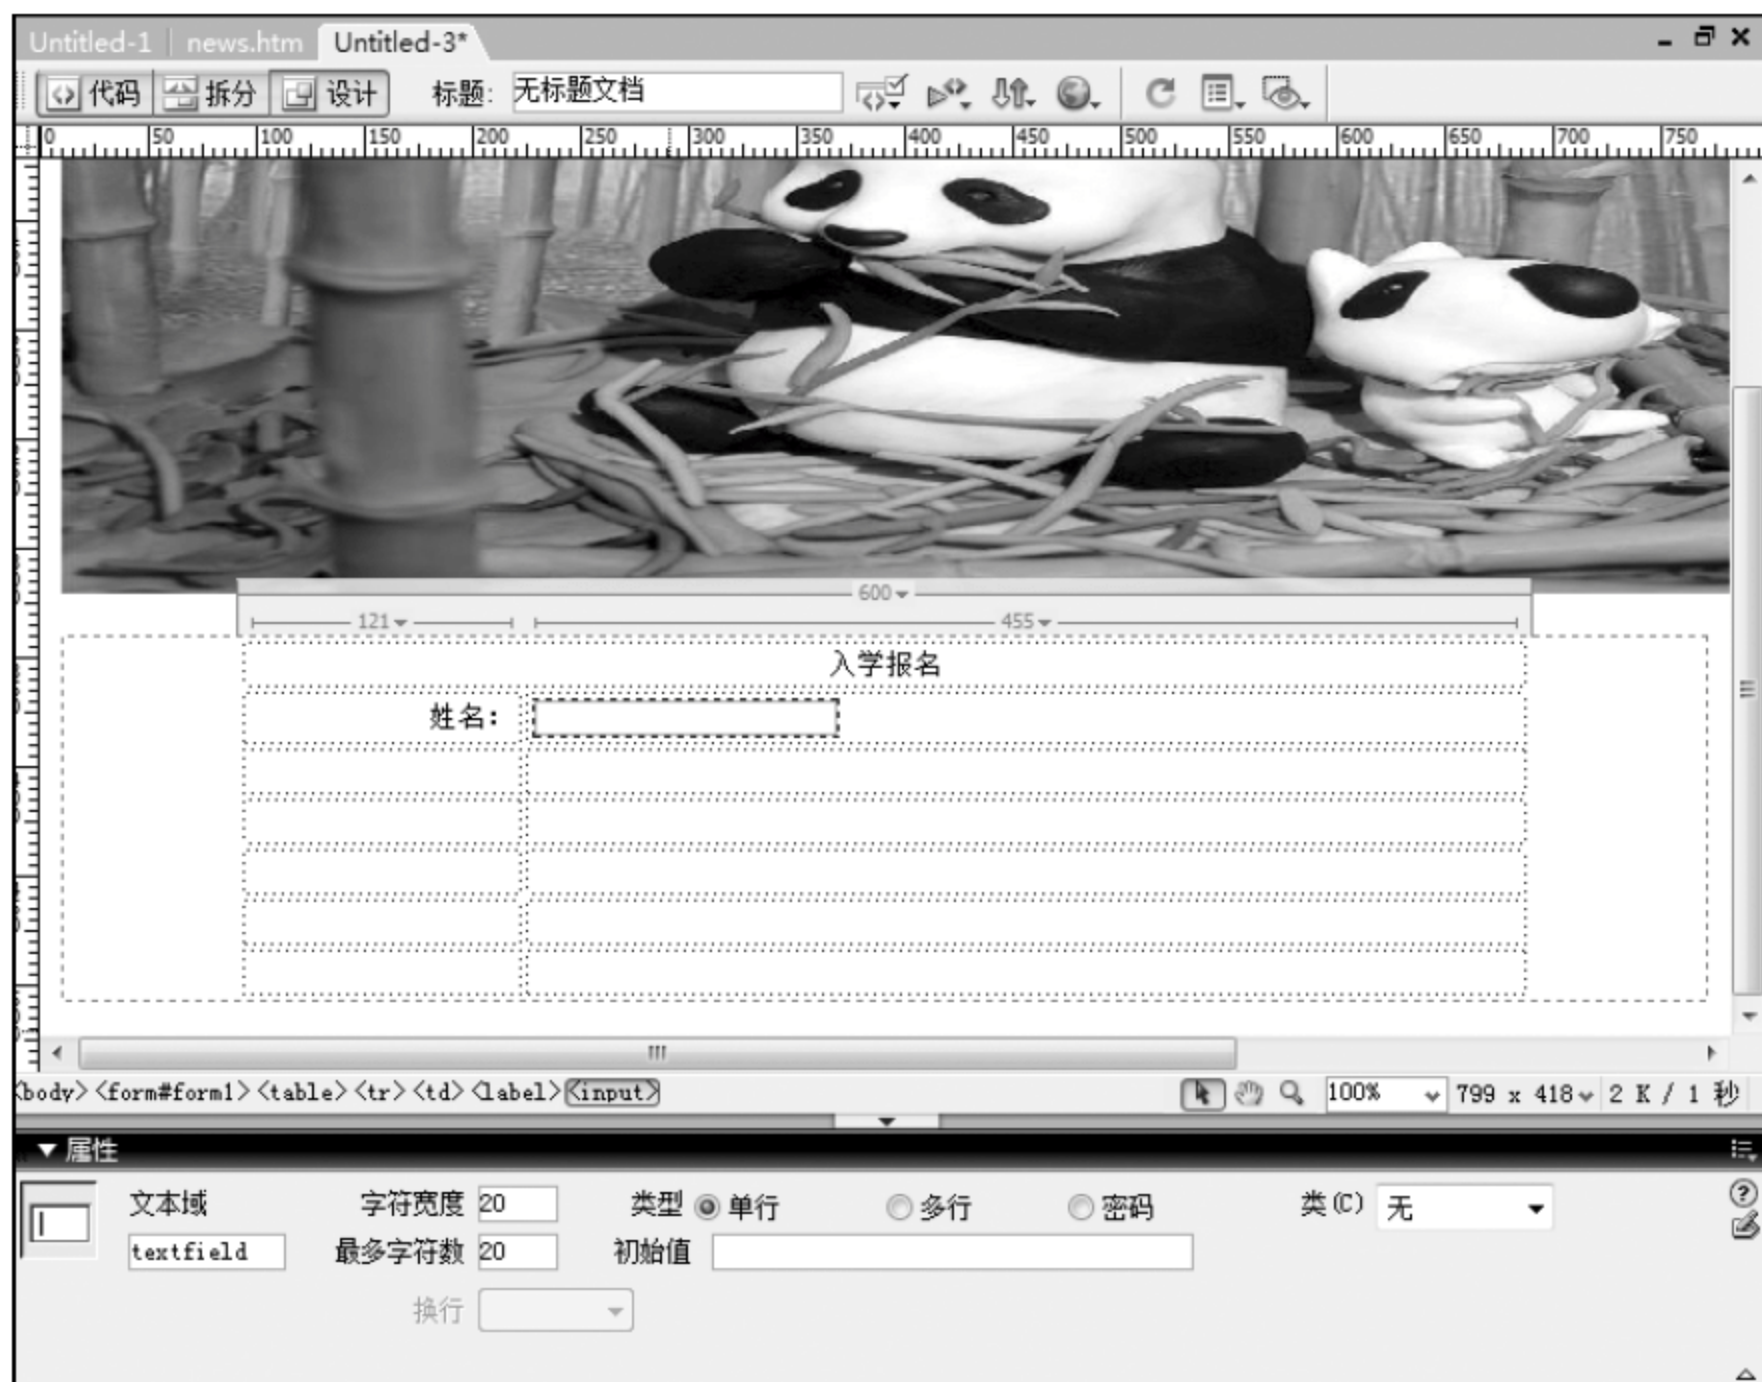 Untitled-1 news.htm Untitled-3*
代码 拆分 设计 标题: 无标题文档
0 50 100 150 200 250 300 350 400 450 500 550 600 650 700 750
600
121 455
入学报名
姓名:
<body> <form#form1> <table> <tr> <td> <label> <input> 100% 799 x 418 2 K / 1 秒
属性
文本域 字符宽度 20 类型 单行 多行 密码 类(C) 无
textfield 最多字符数 20 初始值
换行